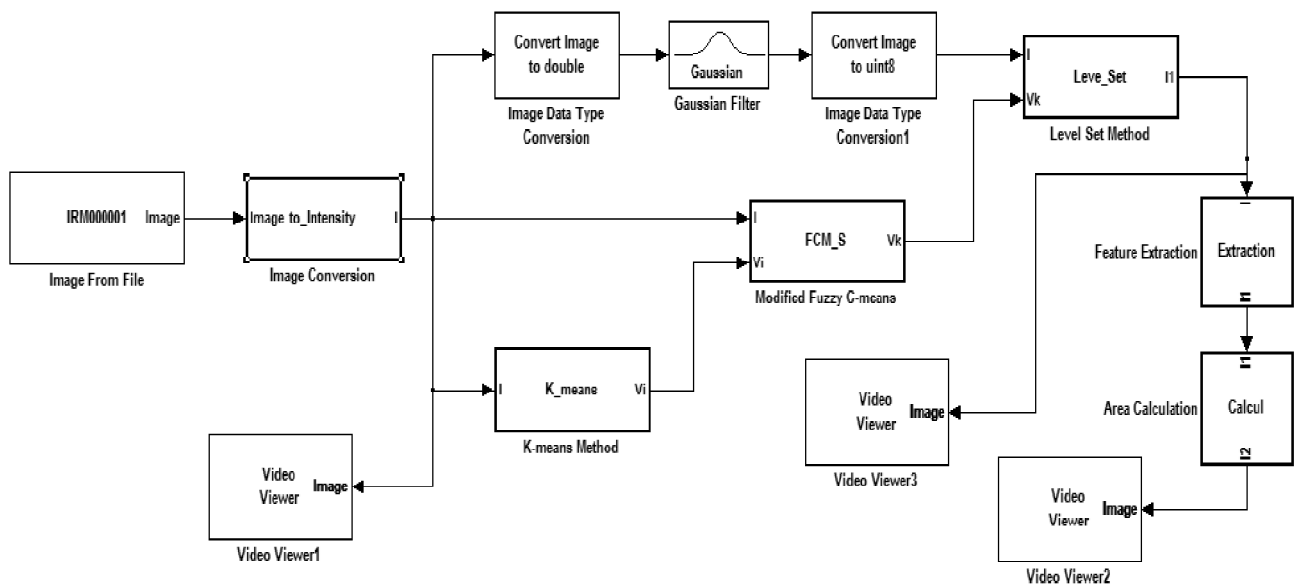 Convert Image
to double
Image Data Type
Conversion
Gaussian
Gaussian Filter
Convert Image
to uint8
Image Data Type
Conversion1
I
Vk
Leve_Set
I1
Level Set Method
IRM000001
Image
Image From File
Image to_Intensity
I
Image Conversion
I
Vi
FCM_S
Vk
Modified Fuzzy C-means
I
Extraction
I1
Feature Extraction
I
K_means
Vi
K-means Method
Video
Viewer
Image
Video Viewer3
I1
Calcul
I2
Area Calculation
Video
Viewer
Image
Video Viewer1
Video
Viewer
Image
Video Viewer2